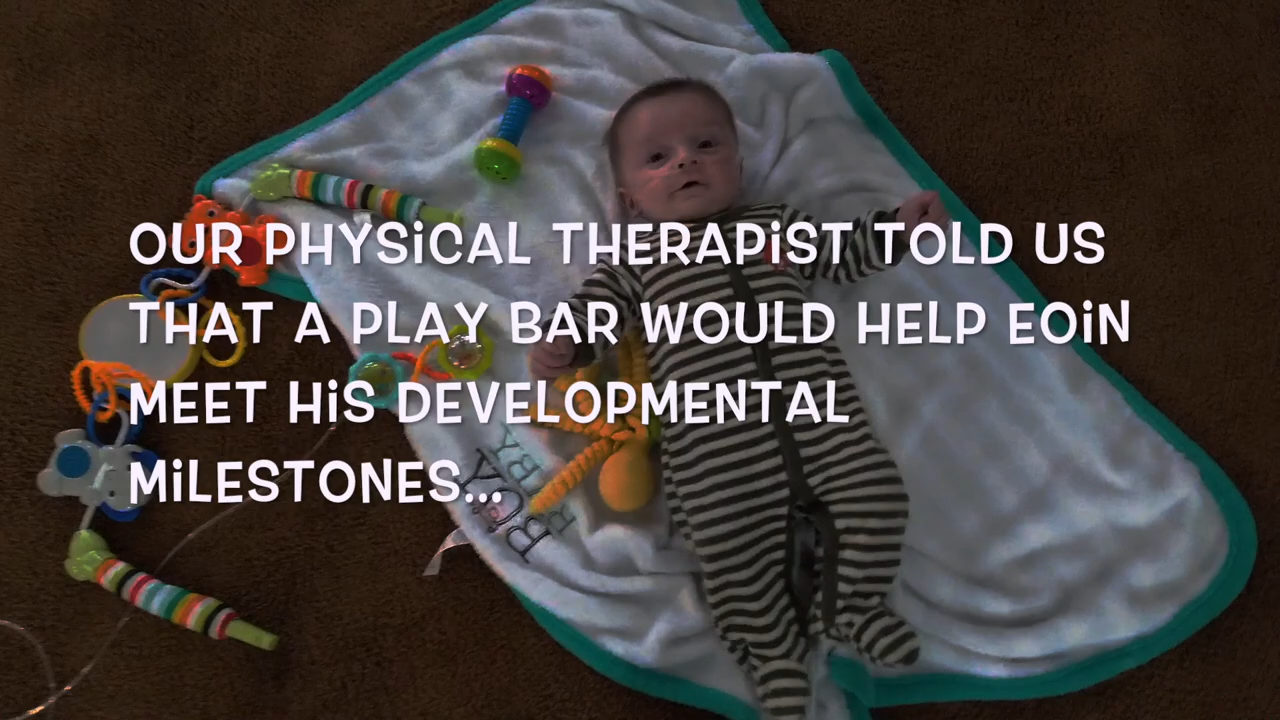 OUR PHYSiCAL THERAPiST TOLD US
THAT A PLAY BAR WOULD HELP EOiN
MEET HiS DEVELOPMENTAL
MiLESTONES...